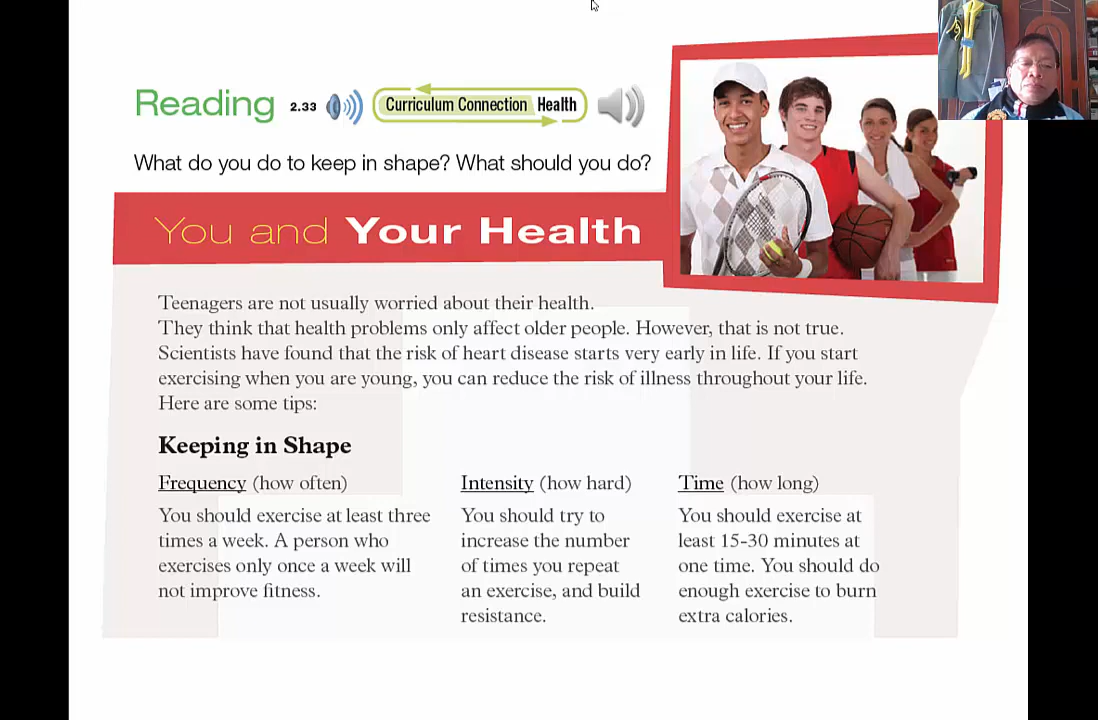 Reading 2.33 Curriculum Connection Health
What do you do to keep in shape? What should you do?
You and Your Health
Teenagers are not usually worried about their health.
They think that health problems only affect older people. However, that is not true.
Scientists have found that the risk of heart disease starts very early in life. If you start
exercising when you are young, you can reduce the risk of illness throughout your life.
Here are some tips:
Keeping in Shape
Frequency (how often)
You should exercise at least three
times a week. A person who
exercises only once a week will
not improve fitness.
Intensity (how hard)
You should try to
increase the number
of times you repeat
an exercise, and build
resistance.
Time (how long)
You should exercise at
least 15-30 minutes at
one time. You should do
enough exercise to burn
extra calories.